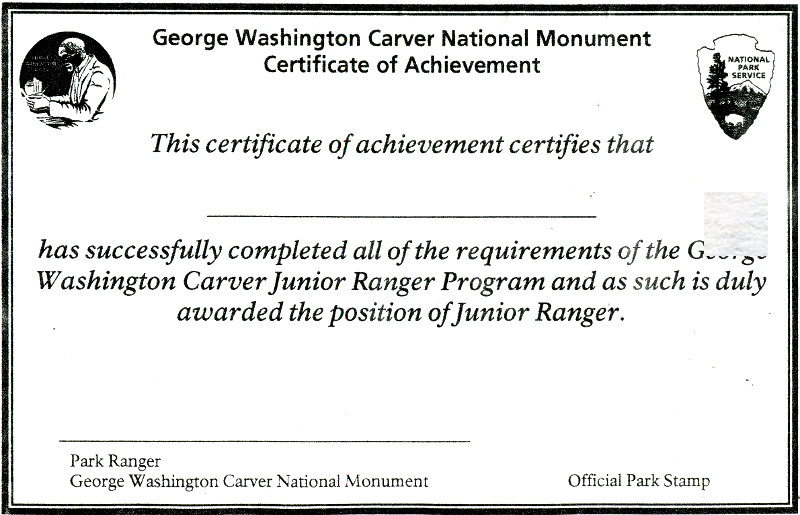 George Washington Carver National Monument
Certificate of Achievement
NATIONAL
PARK
SERVICE
This certificate of achievement certifies that
has successfully completed all of the requirements of the
Washington Carver Junior Ranger Program and as such is duly
awarded the position of Junior Ranger.
Park Ranger
George Washington Carver National Monument
Official Park Stamp